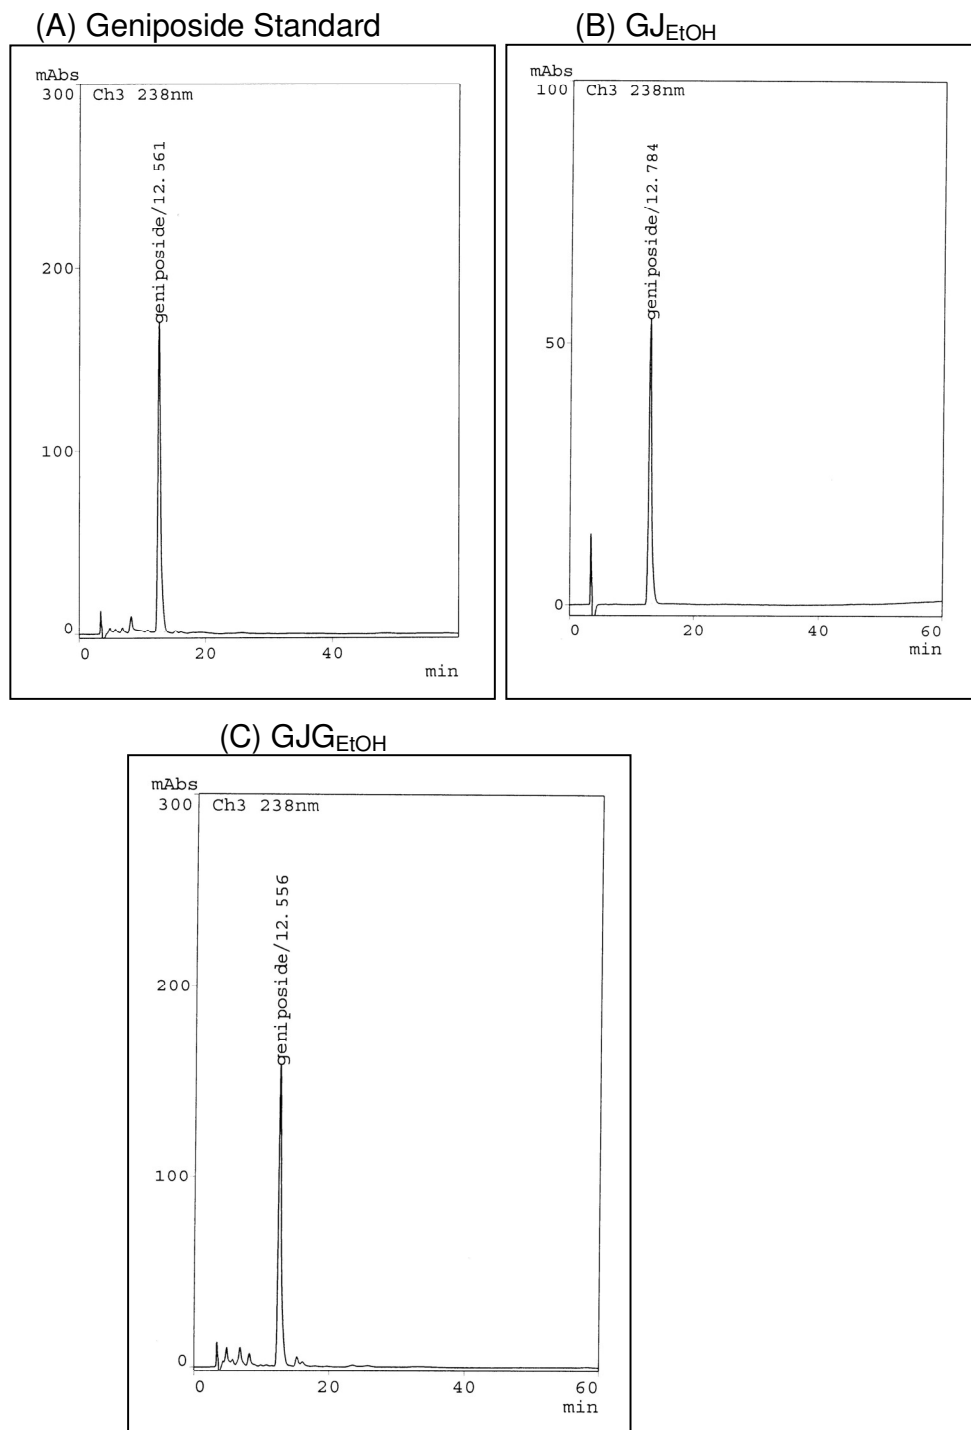 (A) Geniposide Standard
mAbs
300 Ch3 238nm
geniposide/12.561
200
100
0
0 20 40
min
(B) GJEtOH
mAbs
100 Ch3 238nm
geniposide/12.784
50
0
0 20 40 60
min
(C) GJGEtOH
mAbs
300 Ch3 238nm
geniposide/12.556
200
100
0
0 20 40 60
min